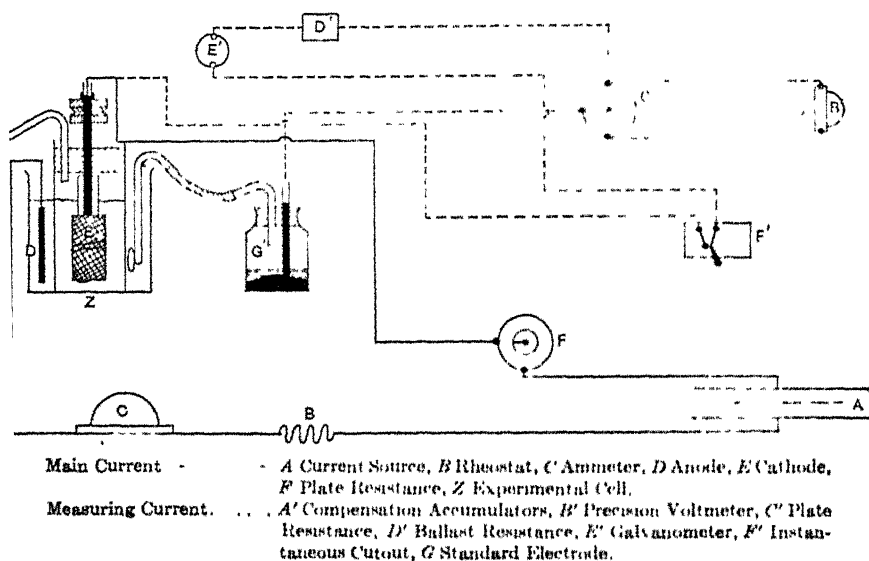 D'
E'
C'
B
D
E
G'
F'
Z
F
A
C
B
Main Current - - A Current Source, B Rheostat, C Ammeter, D Anode, E Cathode,
F Plate Resistance, Z Experimental Cell.
Measuring Current. . . . A' Compensation Accumulators, B' Precision Voltmeter, C' Plate
Resistance, D' Ballast Resistance, E' Galvanometer, F' Instan-
taneous Cutout, G Standard Electrode.